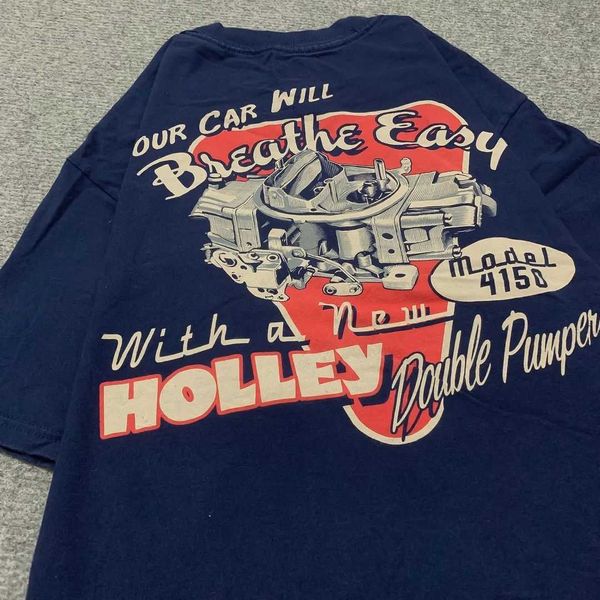 OUR CAR WILL
Breathe Easy
Model
4150
With a New
HOLLEY
Double Pumper